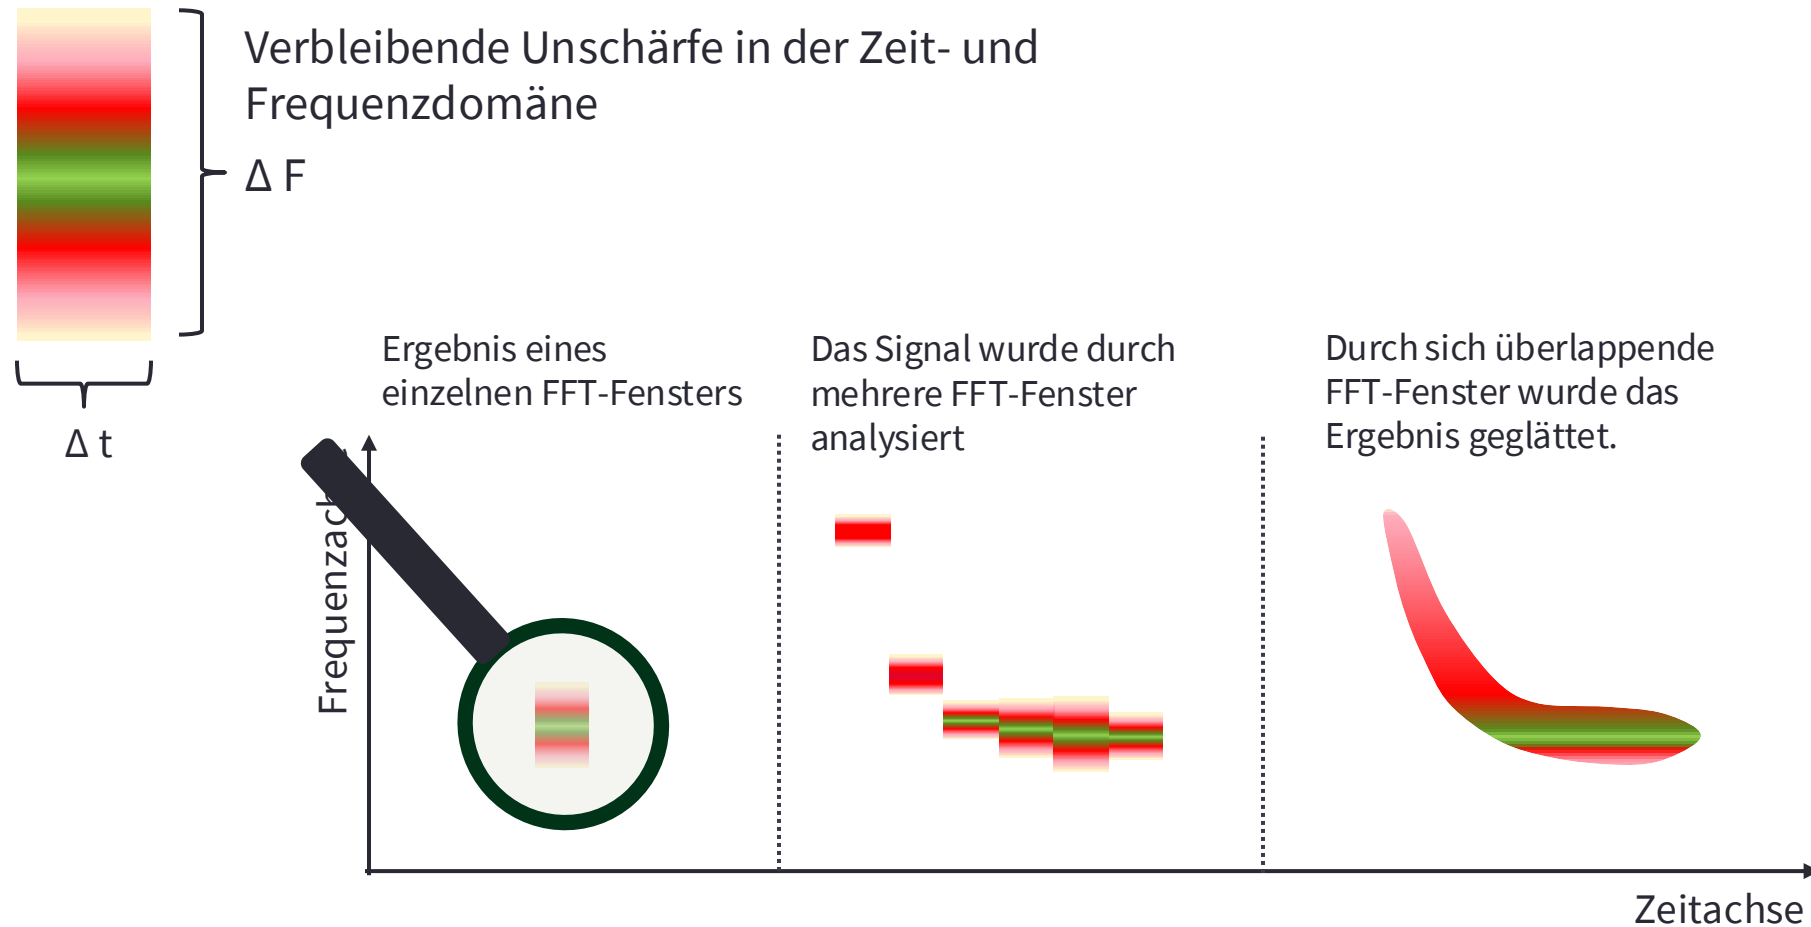 Verbleibende Unschärfe in der Zeit- und
Frequenzdomäne
Δ F
Δ t
Ergebnis eines
einzelnen FFT-Fensters
Das Signal wurde durch
mehrere FFT-Fenster
analysiert
Durch sich überlappende
FFT-Fenster wurde das
Ergebnis geglättet.
Zeitachse